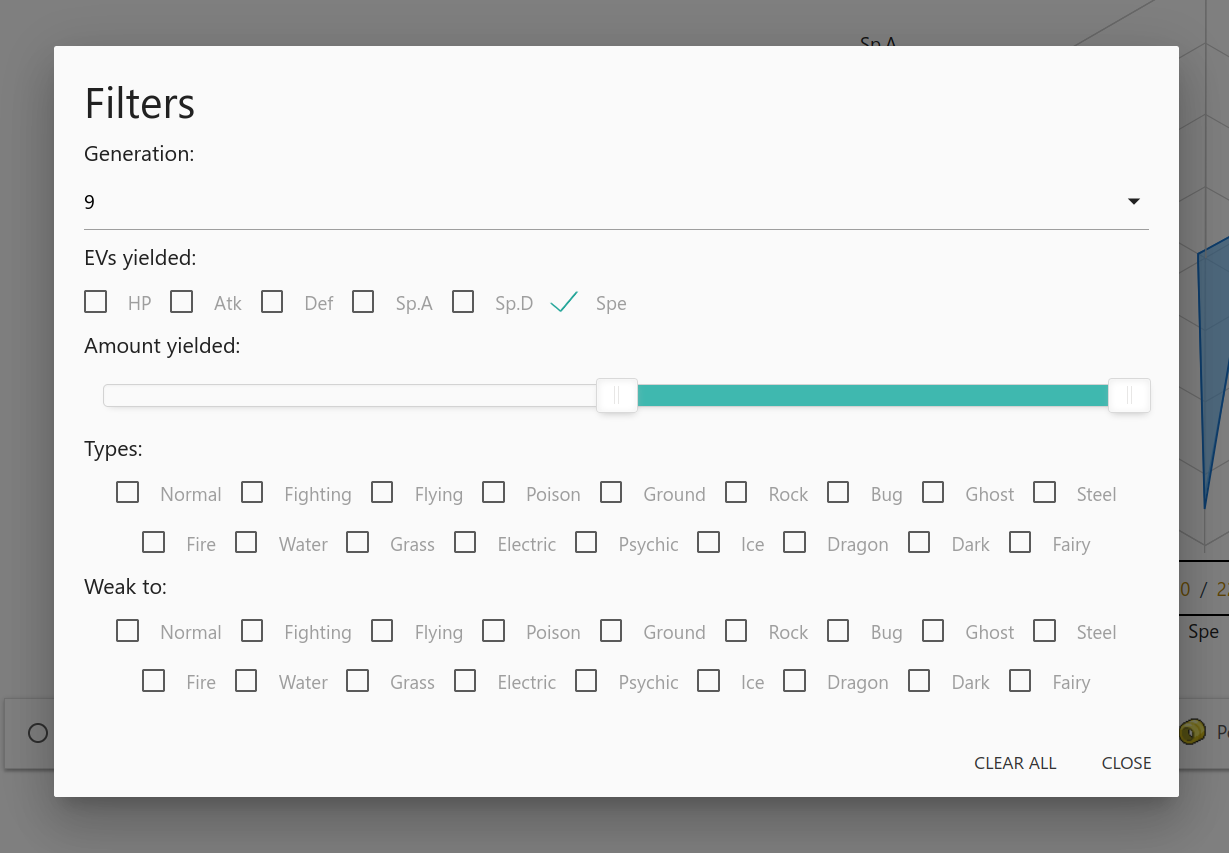 Sp.A
Filters
Generation:
9
EVs yielded:
HP Atk Def Sp.A Sp.D Spe
Amount yielded:
Types:
Normal Fighting Flying Poison Ground Rock Bug Ghost Steel
Fire Water Grass Electric Psychic Ice Dragon Dark Fairy
Weak to:
0 / 2
Normal Fighting Flying Poison Ground Rock Bug Ghost Steel
Spe
Fire Water Grass Electric Psychic Ice Dragon Dark Fairy
CLEAR ALL CLOSE